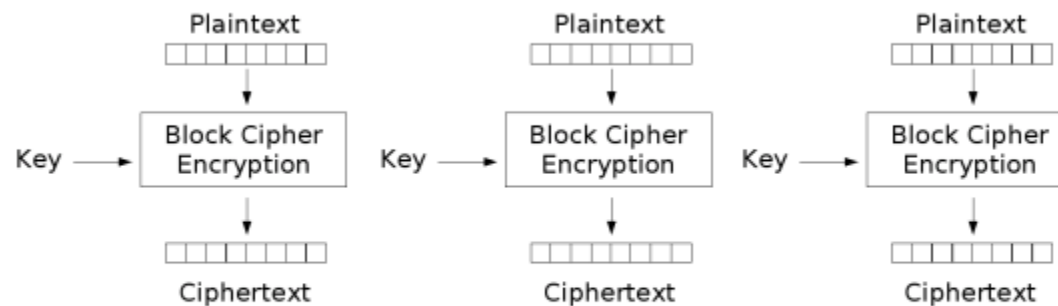 Plaintext Plaintext Plaintext
Block Cipher Block Cipher Block Cipher
Key Encryption Key Encryption Key Encryption
Ciphertext Ciphertext Ciphertext